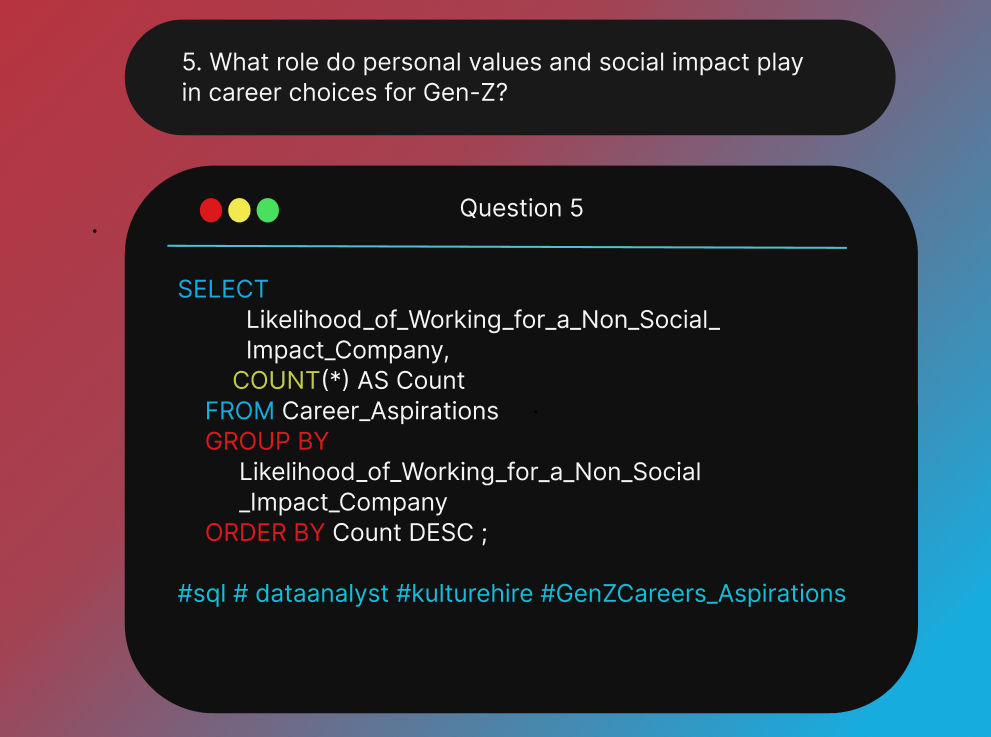 5. What role do personal values and social impact play
in career choices for Gen-Z?
Question 5
SELECT
Likelihood_of_Working_for_a_Non_Social_
Impact_Company,
COUNT(*) AS Count
FROM Career_Aspirations
GROUP BY
Likelihood_of_Working_for_a_Non_Social
_Impact_Company
ORDER BY Count DESC ;
#sql # dataanalyst #kulturehire #GenZCareers_Aspirations